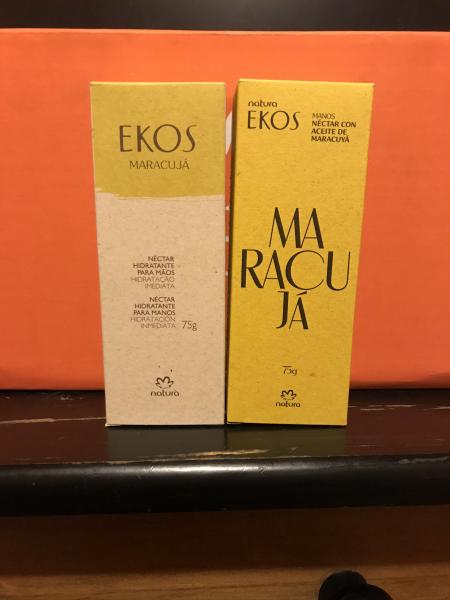 EKOS
MARACUJÁ
NÉCTAR
HIDRATANTE
PARA MÃOS
HIDRATAÇÃO
IMEDIATA
NÉCTAR
HIDRATANTE
PARA MANOS
HIDRATACIÓN
INMEDIATA 75g
natura
natura
EKOS
MANOS
NÉCTAR CON
ACEITE DE
MARACUYÁ
MA
RACU
JÁ
75g
natura